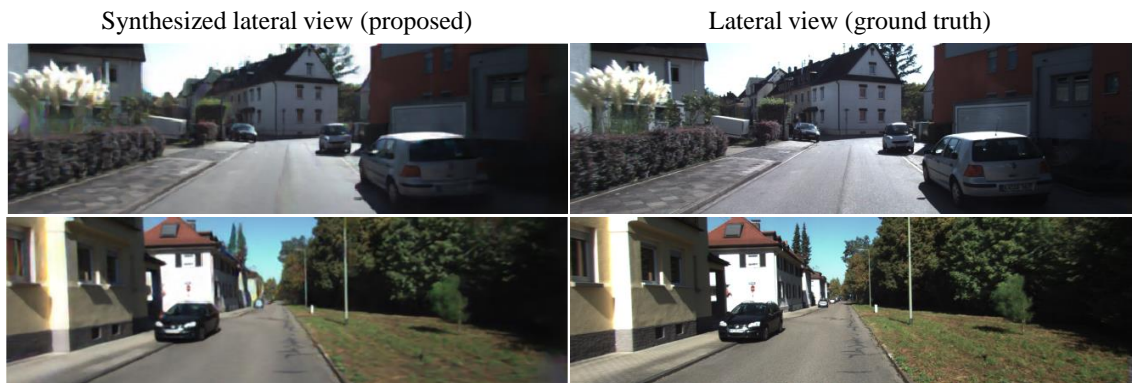 Synthesized lateral view (proposed)
Lateral view (ground truth)